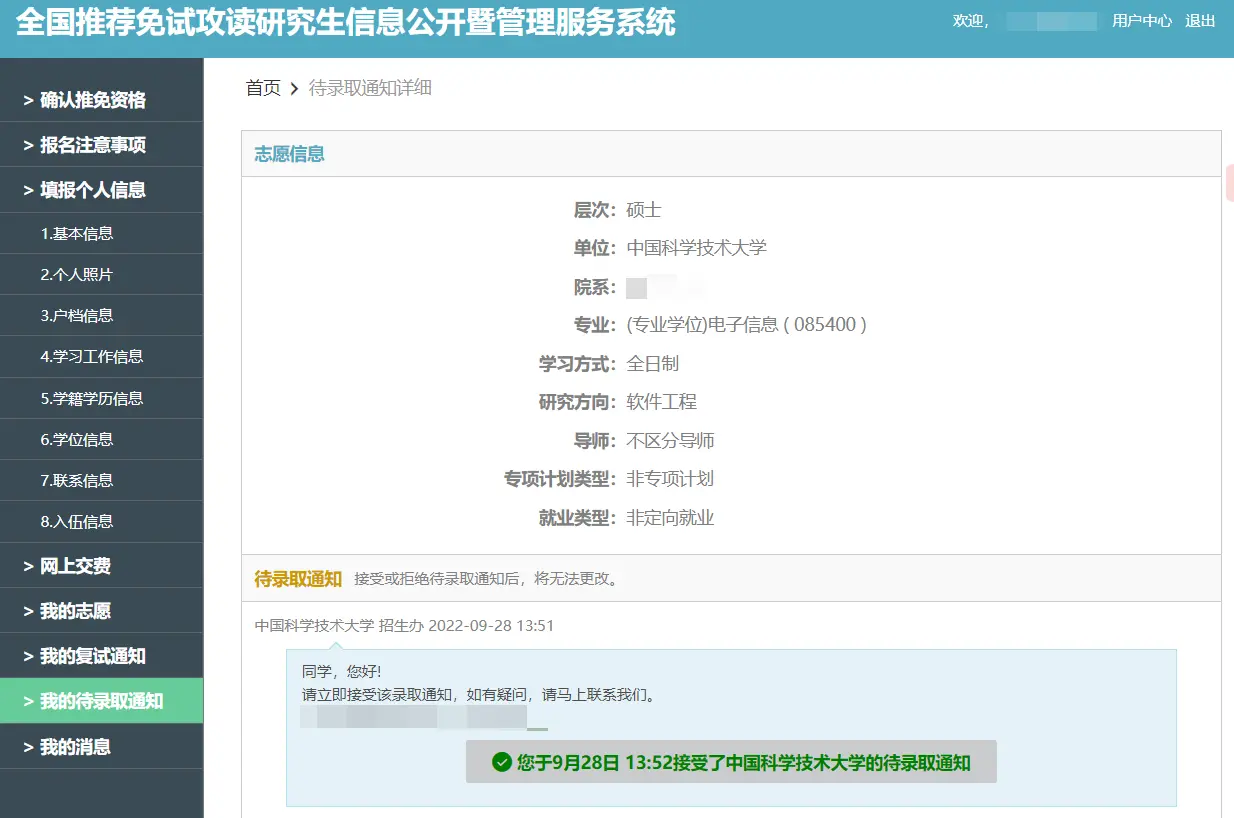 全国推荐免试攻读研究生信息公开暨管理服务系统
欢迎, 用户中心 退出
首页 > 待录取通知详细
> 确认推免资格
> 报名注意事项
> 填报个人信息
1.基本信息
2.个人照片
3.户档信息
4.学习工作信息
5.学籍学历信息
6.学位信息
7.联系信息
8.入伍信息
> 网上交费
> 我的志愿
> 我的复试通知
> 我的待录取通知
> 我的消息
志愿信息
层次: 硕士
单位: 中国科学技术大学
院系:
专业: (专业学位)电子信息 ( 085400 )
学习方式: 全日制
研究方向: 软件工程
导师: 不区分导师
专项计划类型: 非专项计划
就业类型: 非定向就业
待录取通知 接受或拒绝待录取通知后，将无法更改。
中国科学技术大学 招生办 2022-09-28 13:51
同学，您好!
请立即接受该录取通知，如有疑问，请马上联系我们。
您于9月28日 13:52接受了中国科学技术大学的待录取通知